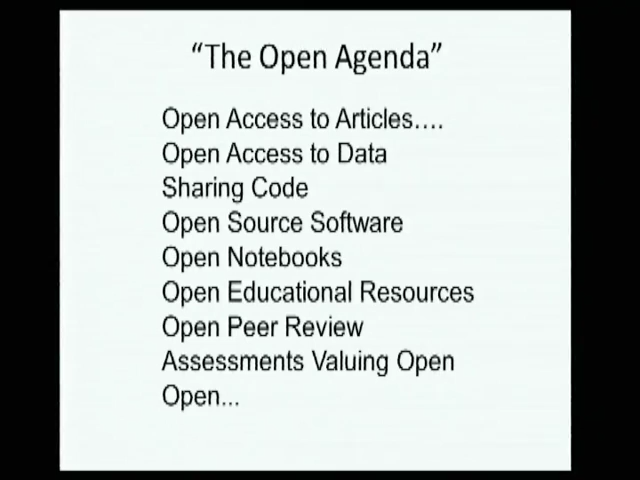 “The Open Agenda”
Open Access to Articles....
Open Access to Data
Sharing Code
Open Source Software
Open Notebooks
Open Educational Resources
Open Peer Review
Assessments Valuing Open
Open...